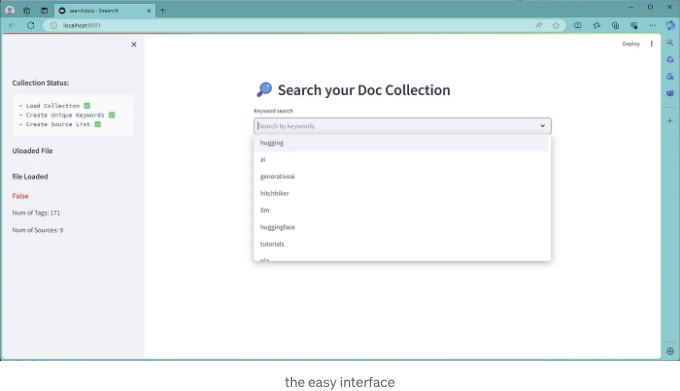 searchdocs · Streamlit
localhost:8501
Deploy
Collection Status:
- Load Collection ✅
- Create Unique Keywords ✅
- Create Source List ✅
Uloaded File
file Loaded
False
Num of Tags: 171
Num of Sources: 9
🔎 Search your Doc Collection
Keyword search
Search by keywords
hugging
ai
generativeai
hitchhiker
llm
huggingface
tutorials
the easy interface